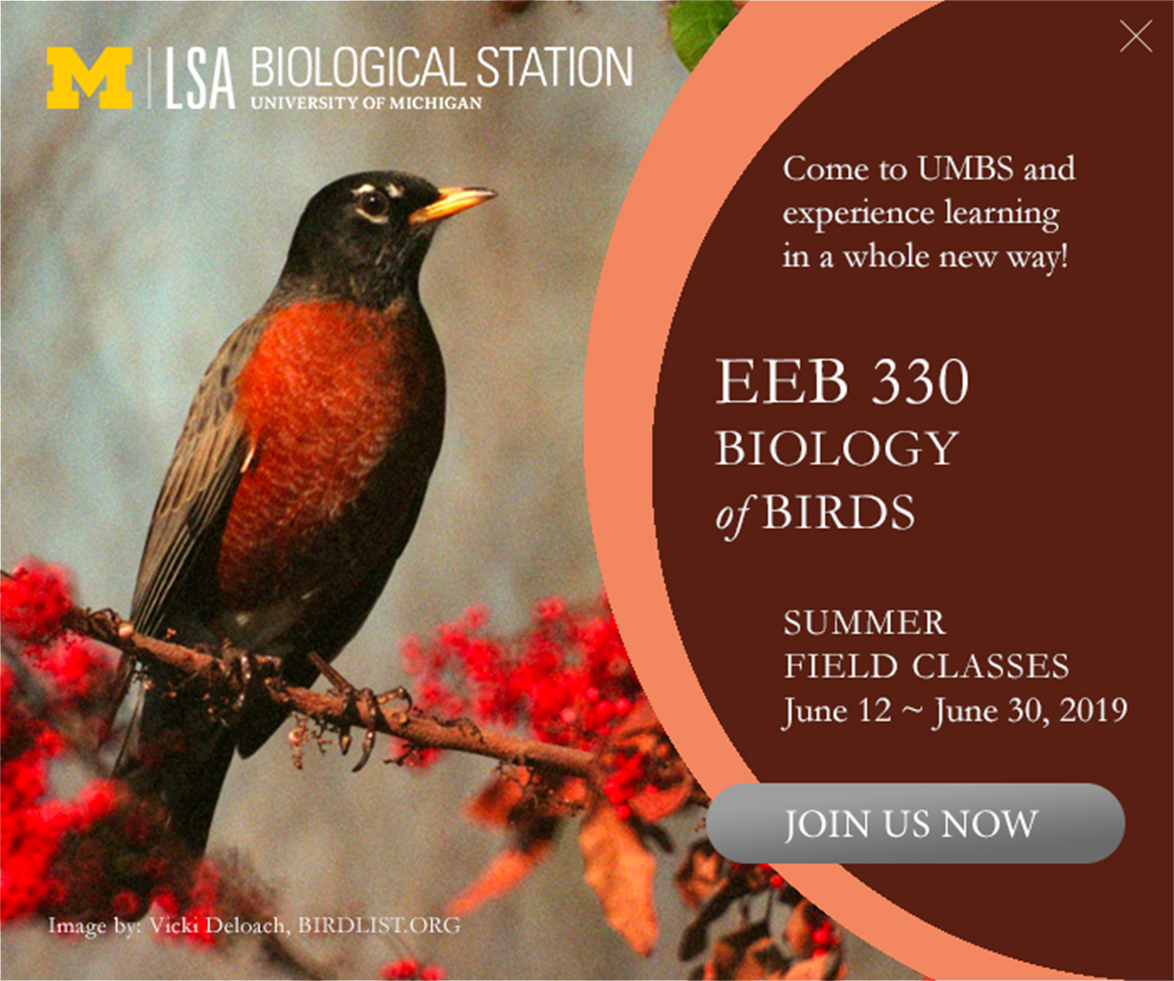 M | LSA BIOLOGICAL STATION
UNIVERSITY OF MICHIGAN
Come to UMBS and
experience learning
in a whole new way!
EEB 330
BIOLOGY
of BIRDS
SUMMER
FIELD CLASSES
June 12 ~ June 30, 2019
JOIN US NOW
Image by: Vicki Deloach, BIRDLIST.ORG